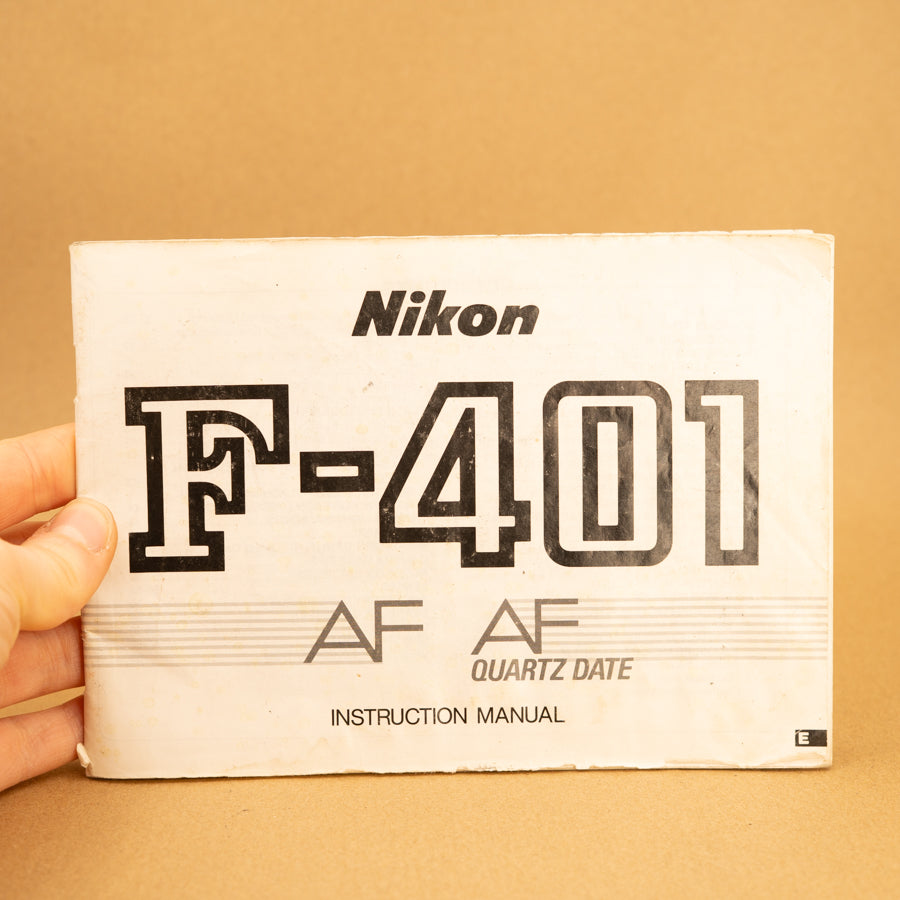 Nikon
F-401
AF AF
QUARTZ DATE
INSTRUCTION MANUAL
E